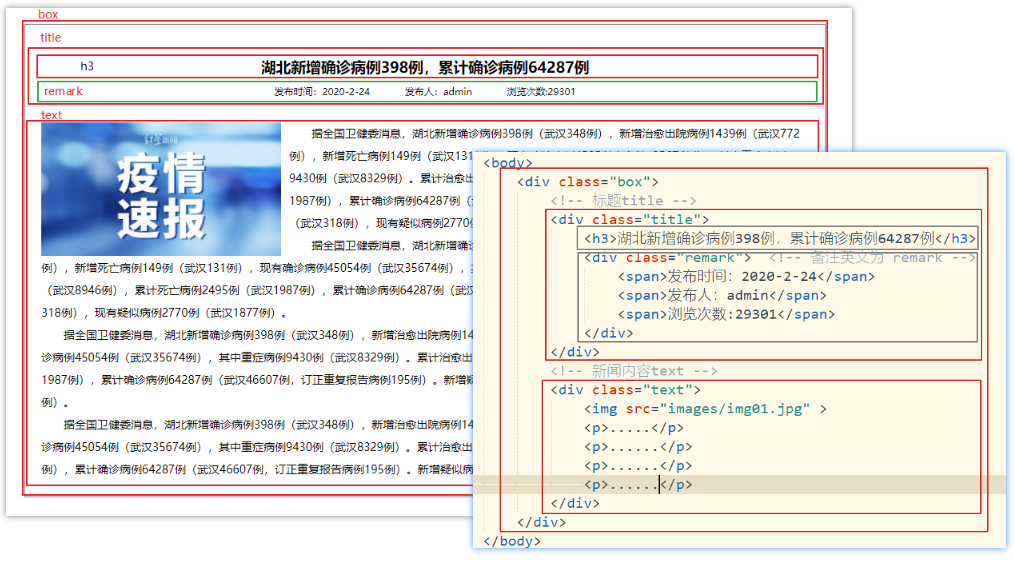 box
title
h3
湖北新增确诊病例398例，累计确诊病例64287例
remark
发布时间：2020-2-24 发布人：admin 浏览次数:29301
text
疫情
速报
据全国卫健委消息，湖北新增确诊病例398例（武汉348例），新增治愈出院病例1439例（武汉772
例），新增死亡病例149例（武汉131
9430例（武汉8329例）。累计治愈出
1987例），累计确诊病例64287例（
（武汉318例），现有疑似病例2770例
据全国卫健委消息，湖北新增确
例），新增死亡病例149例（武汉131例），现有确诊病例45054例（武汉35674例），
（武汉8946例），累计死亡病例2495例（武汉1987例），累计确诊病例64287例（武
318例），现有疑似病例2770例（武汉1877例）。
据全国卫健委消息，湖北新增确诊病例398例（武汉348例），新增治愈出院病例14
诊病例45054例（武汉35674例），其中重症病例9430例（武汉8329例）。累计治愈出
1987例），累计确诊病例64287例（武汉46607例，订正重复报告病例195例）。新增疑
例）。
据全国卫健委消息，湖北新增确诊病例398例（武汉348例），新增治愈出院病例14
诊病例45054例（武汉35674例），其中重症病例9430例（武汉8329例）。累计治愈出
例），累计确诊病例64287例（武汉46607例，订正重复报告病例195例）。新增疑似病
<body>
<div class="box">
<!-- 标题title -->
<div class="title">
<h3>湖北新增确诊病例398例，累计确诊病例64287例</h3>
<div class="remark"> <!-- 备注英文为 remark -->
<span>发布时间：2020-2-24</span>
<span>发布人：admin</span>
<span>浏览次数:29301</span>
</div>
</div>
<!-- 新闻内容text -->
<div class="text">
<img src="images/img01.jpg" >
<p>.....</p>
<p>......</p>
<p>......</p>
<p>......</p>
</div>
</div>
</body>